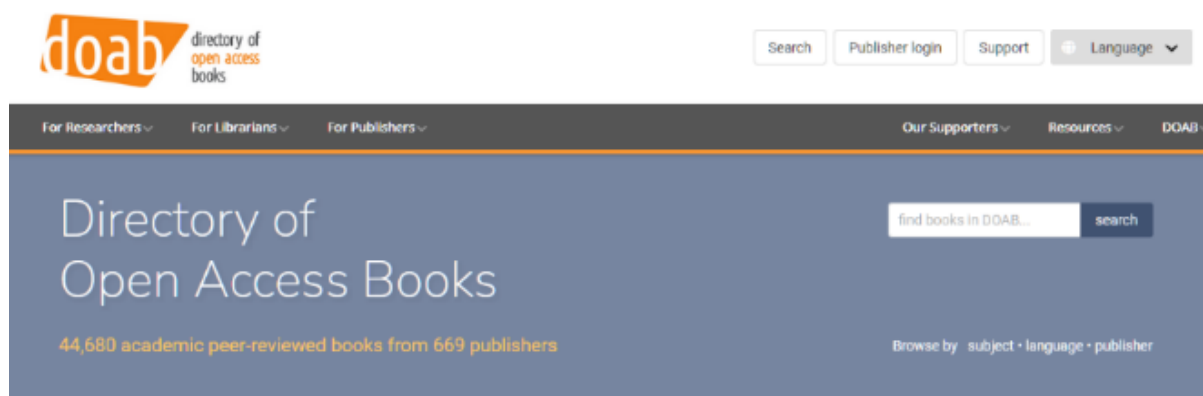 doab directory of
open access
books
Search Publisher login Support Language
For Researchers For Librarians For Publishers Our Supporters Resources DOAB
Directory of
Open Access Books
find books in DOAB... search
44,680 academic peer-reviewed books from 669 publishers
Browse by subject • language • publisher